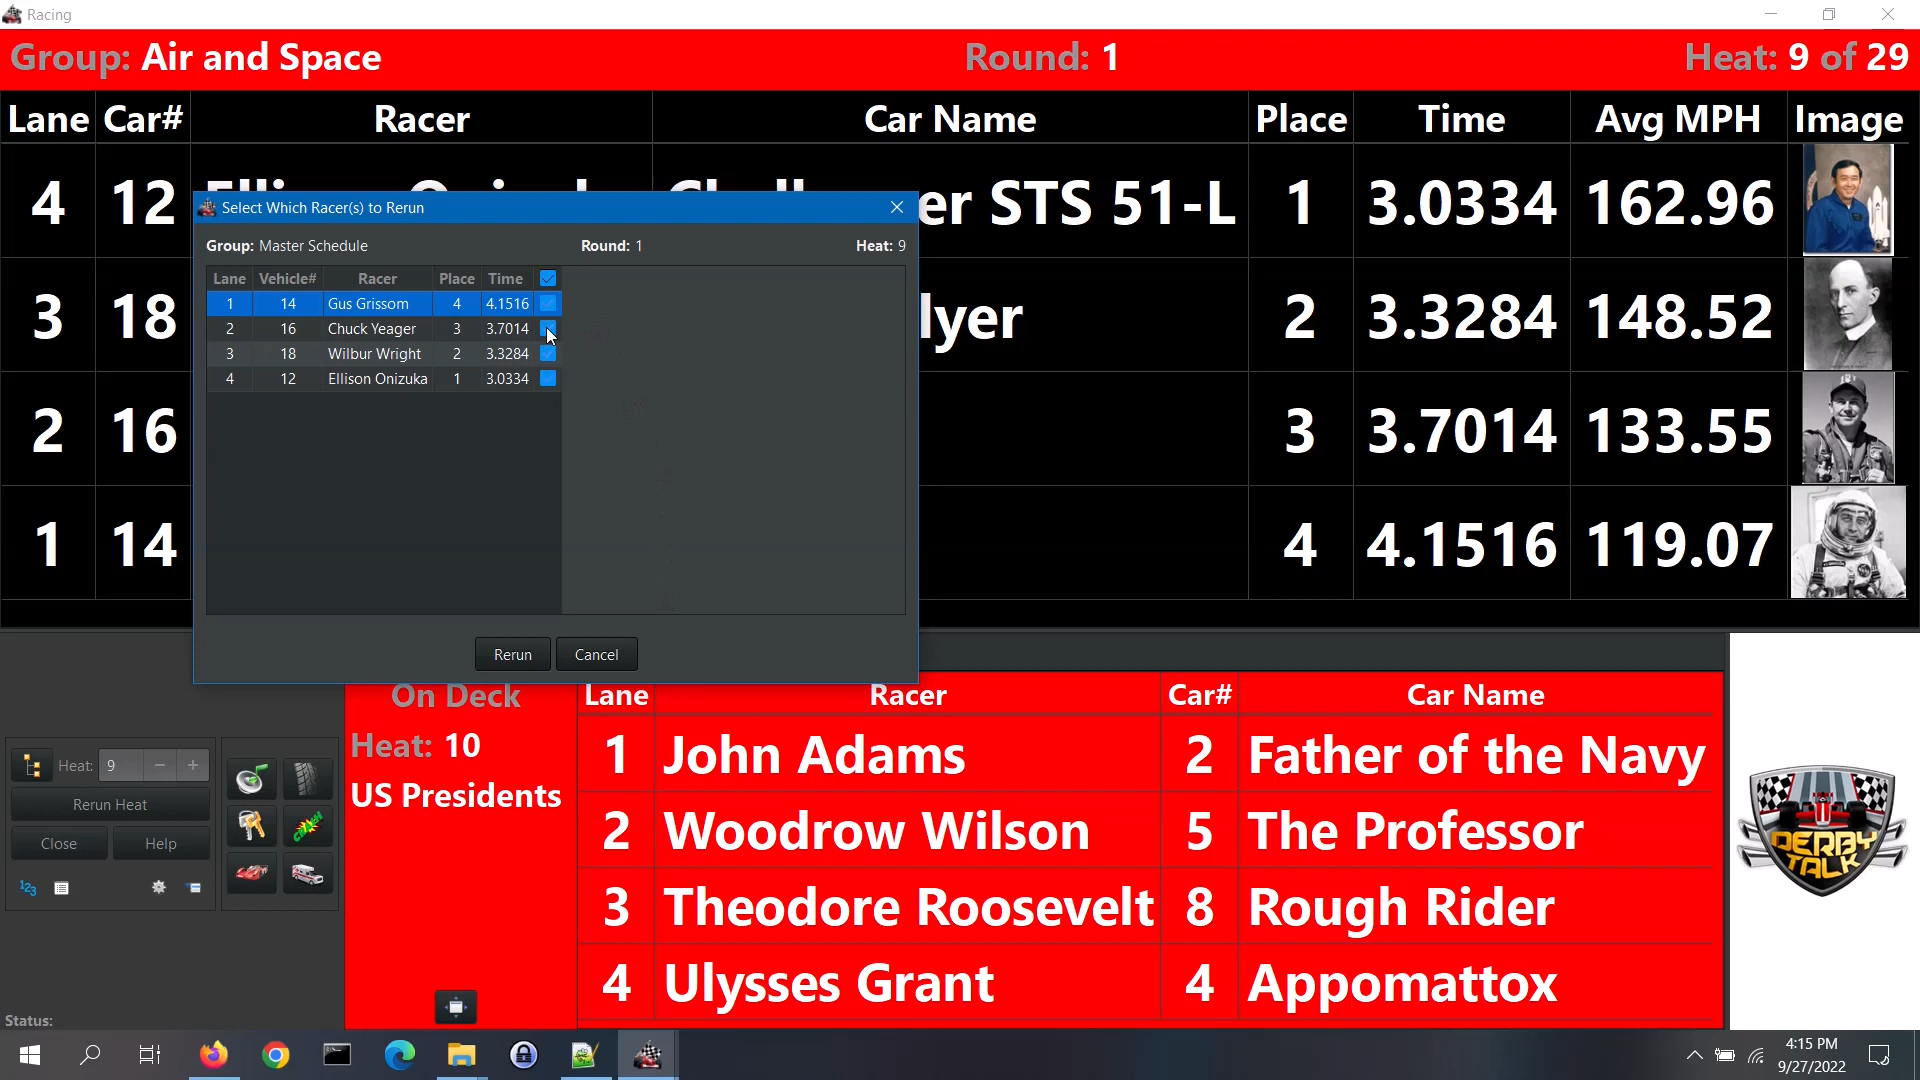 Racing
Group: Air and Space Round: 1 Heat: 9 of 29
Lane Car# Racer Car Name Place Time Avg MPH Image
4 12 er STS 51-L 1 3.0334 162.96
3 18 lyer 2 3.3284 148.52
2 16 3 3.7014 133.55
1 14 4 4.1516 119.07
Select Which Racer(s) to Rerun
Group: Master Schedule Round: 1 Heat: 9
Lane Vehicle# Racer Place Time
1 14 Gus Grissom 4 4.1516
2 16 Chuck Yeager 3 3.7014
3 18 Wilbur Wright 2 3.3284
4 12 Ellison Onizuka 1 3.0334
Rerun Cancel
On Deck
Heat: 10
US Presidents
Lane Racer Car# Car Name
1 John Adams 2 Father of the Navy
2 Woodrow Wilson 5 The Professor
3 Theodore Roosevelt 8 Rough Rider
4 Ulysses Grant 4 Appomattox
Heat: 9 − +
Rerun Heat
Close Help
123
CRASH
Status:
DERBY
TALK
4:15 PM
9/27/2022